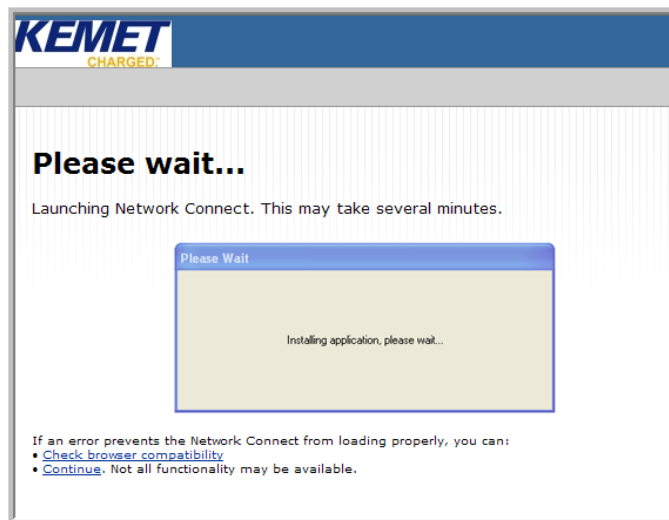 KEMET
CHARGED.™
Please wait...
Launching Network Connect. This may take several minutes.
Please Wait
Installing application, please wait...
If an error prevents the Network Connect from loading properly, you can:
• Check browser compatibility
• Continue. Not all functionality may be available.